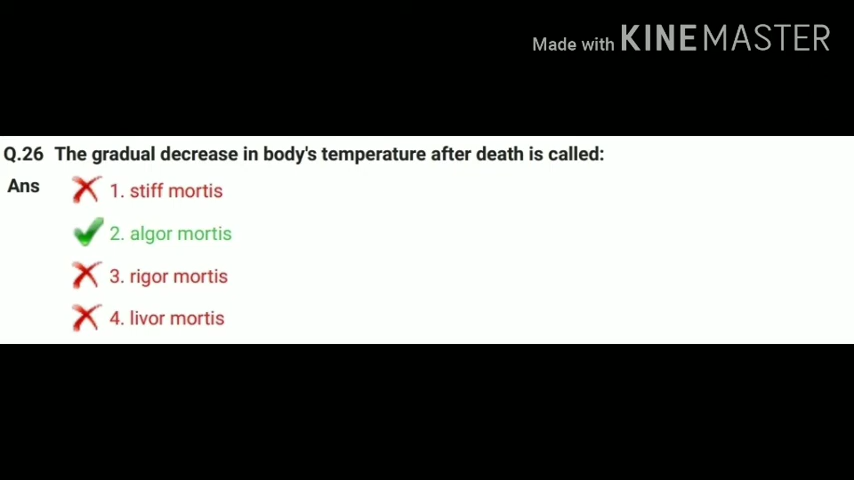 Made with KINEMASTER
Q.26 The gradual decrease in body's temperature after death is called:
Ans 1. stiff mortis
2. algor mortis
3. rigor mortis
4. livor mortis